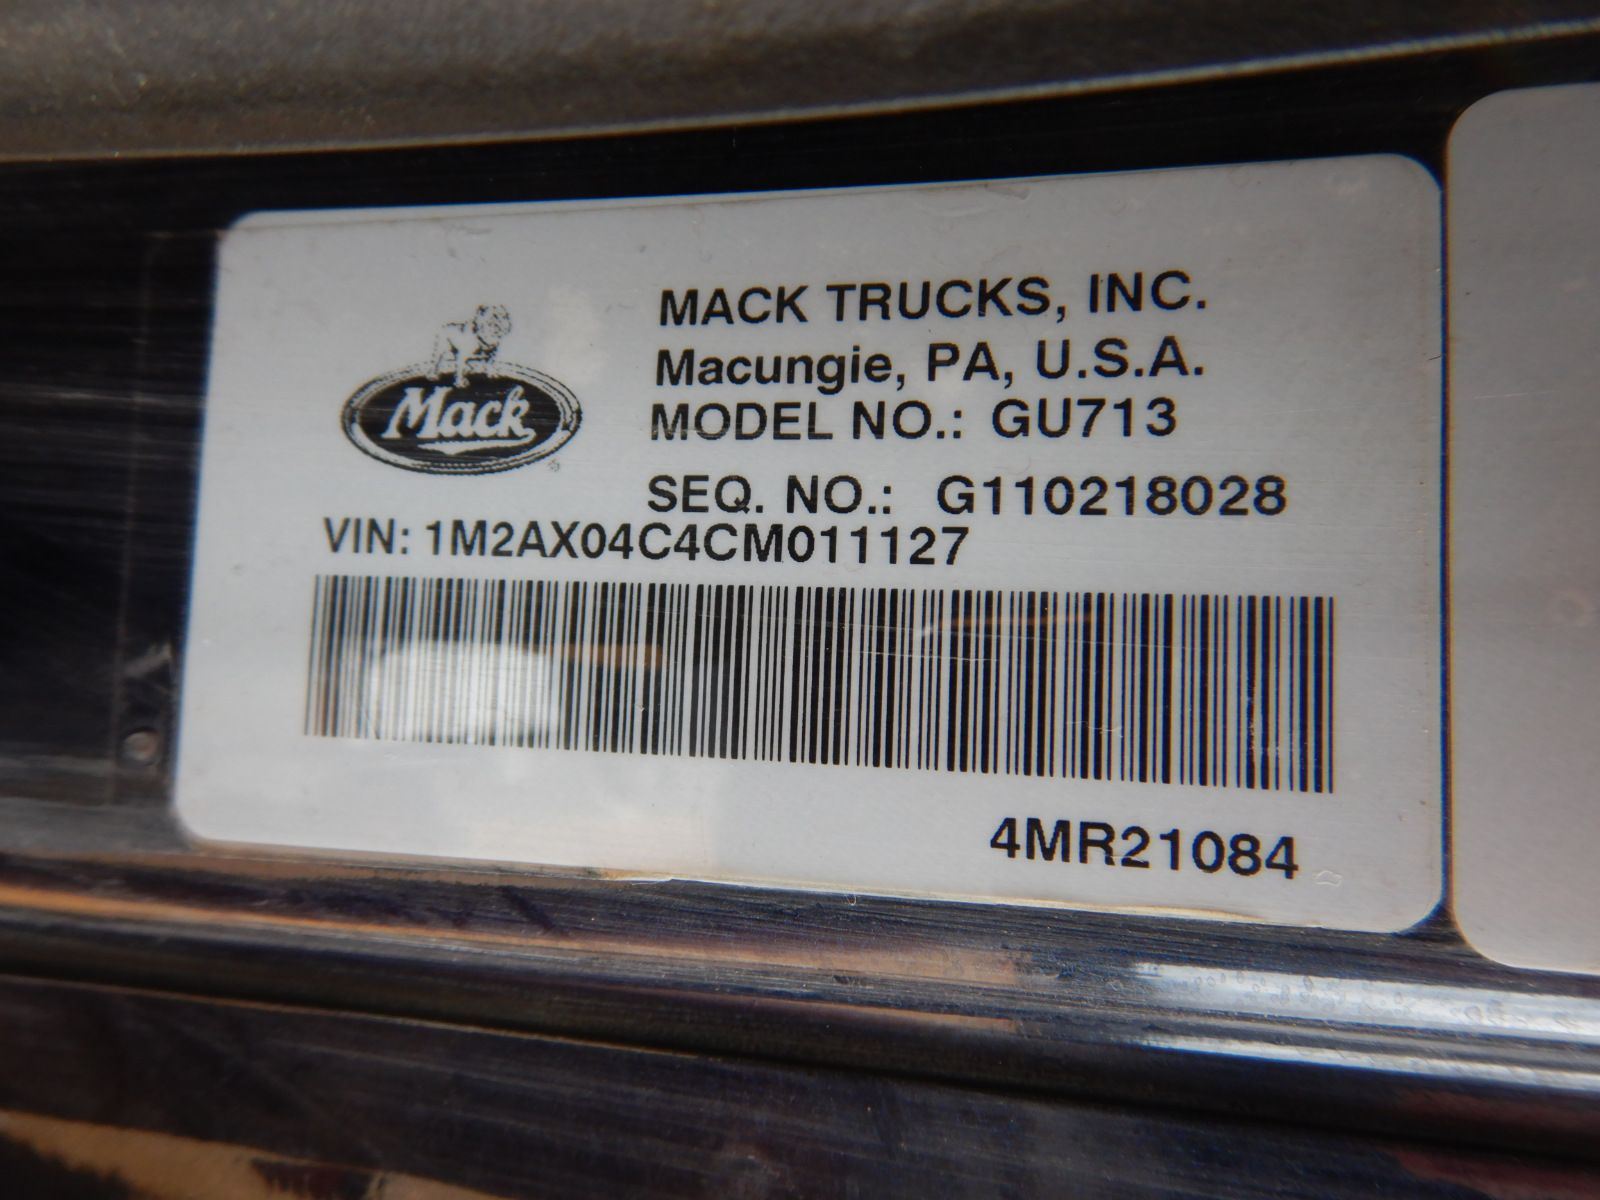 MACK TRUCKS, INC.
Macungie, PA, U.S.A.
Mack
MODEL NO.: GU713
SEQ. NO.: G110218028
VIN: 1M2AX04C4CM011127
4MR21084